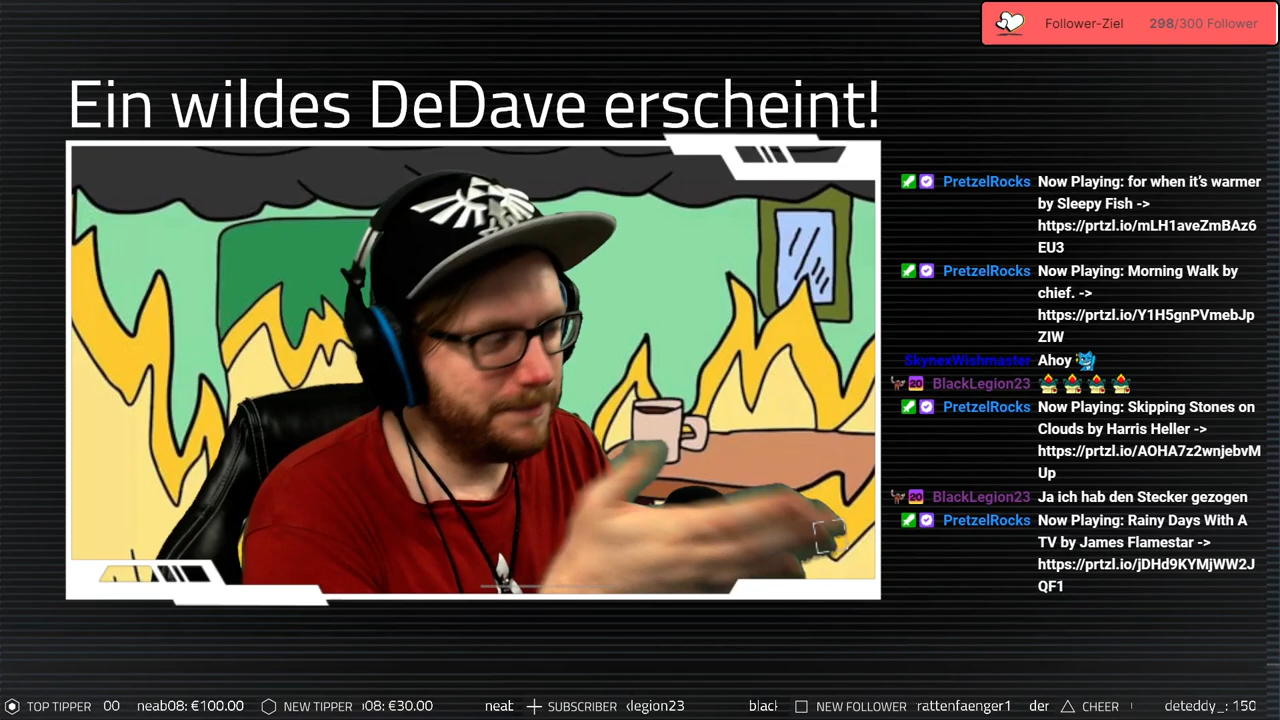 Follower-Ziel 298/300 Follower
Ein wildes DeDave erscheint!
PretzelRocks Now Playing: for when it's warmer
by Sleepy Fish ->
https://prtzl.io/mLH1aveZmBAz6
EU3
PretzelRocks Now Playing: Morning Walk by
chief. ->
https://prtzl.io/Y1H5gnPVmebJp
ZIW
SkynexWishmaster Ahoy
20 BlackLegion23
PretzelRocks Now Playing: Skipping Stones on
Clouds by Harris Heller ->
https://prtzl.io/AOHA7z2wnjebvM
Up
20 BlackLegion23 Ja ich hab den Stecker gezogen
PretzelRocks Now Playing: Rainy Days With A
TV by James Flamestar ->
https://prtzl.io/jDHd9KYMjWW2J
QF1
TOP TIPPER 00 neab08: €100.00 NEW TIPPER 08: €30.00 neat SUBSCRIBER legion23 blac NEW FOLLOWER rattenfaenger1 der CHEER deteddy_: 150